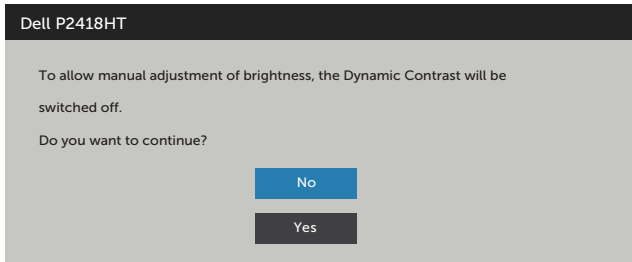 Dell P2418HT
To allow manual adjustment of brightness, the Dynamic Contrast will be
switched off.
Do you want to continue?
No
Yes